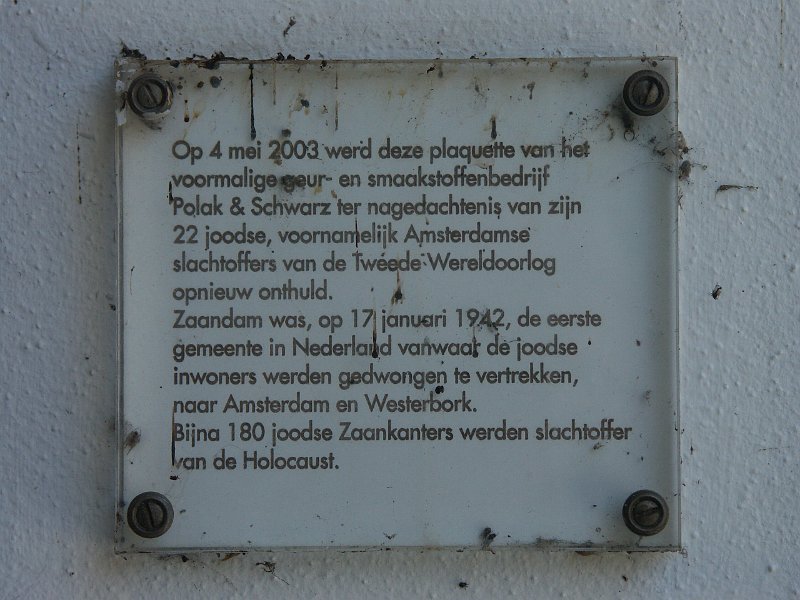 Op 4 mei 2003 werd deze plaquette van het
voormalige geur- en smaakstoffenbedrijf
Polak & Schwarz ter nagedachtenis van zijn
22 joodse, voornamelijk Amsterdamse
slachtoffers van de Tweede Wereldoorlog
opnieuw onthuld.
Zaandam was, op 17 januari 1942, de eerste
gemeente in Nederland vanwaar de joodse
inwoners werden gedwongen te vertrekken,
naar Amsterdam en Westerbork.
Bijna 180 joodse Zaankanters werden slachtoffer
van de Holocaust.